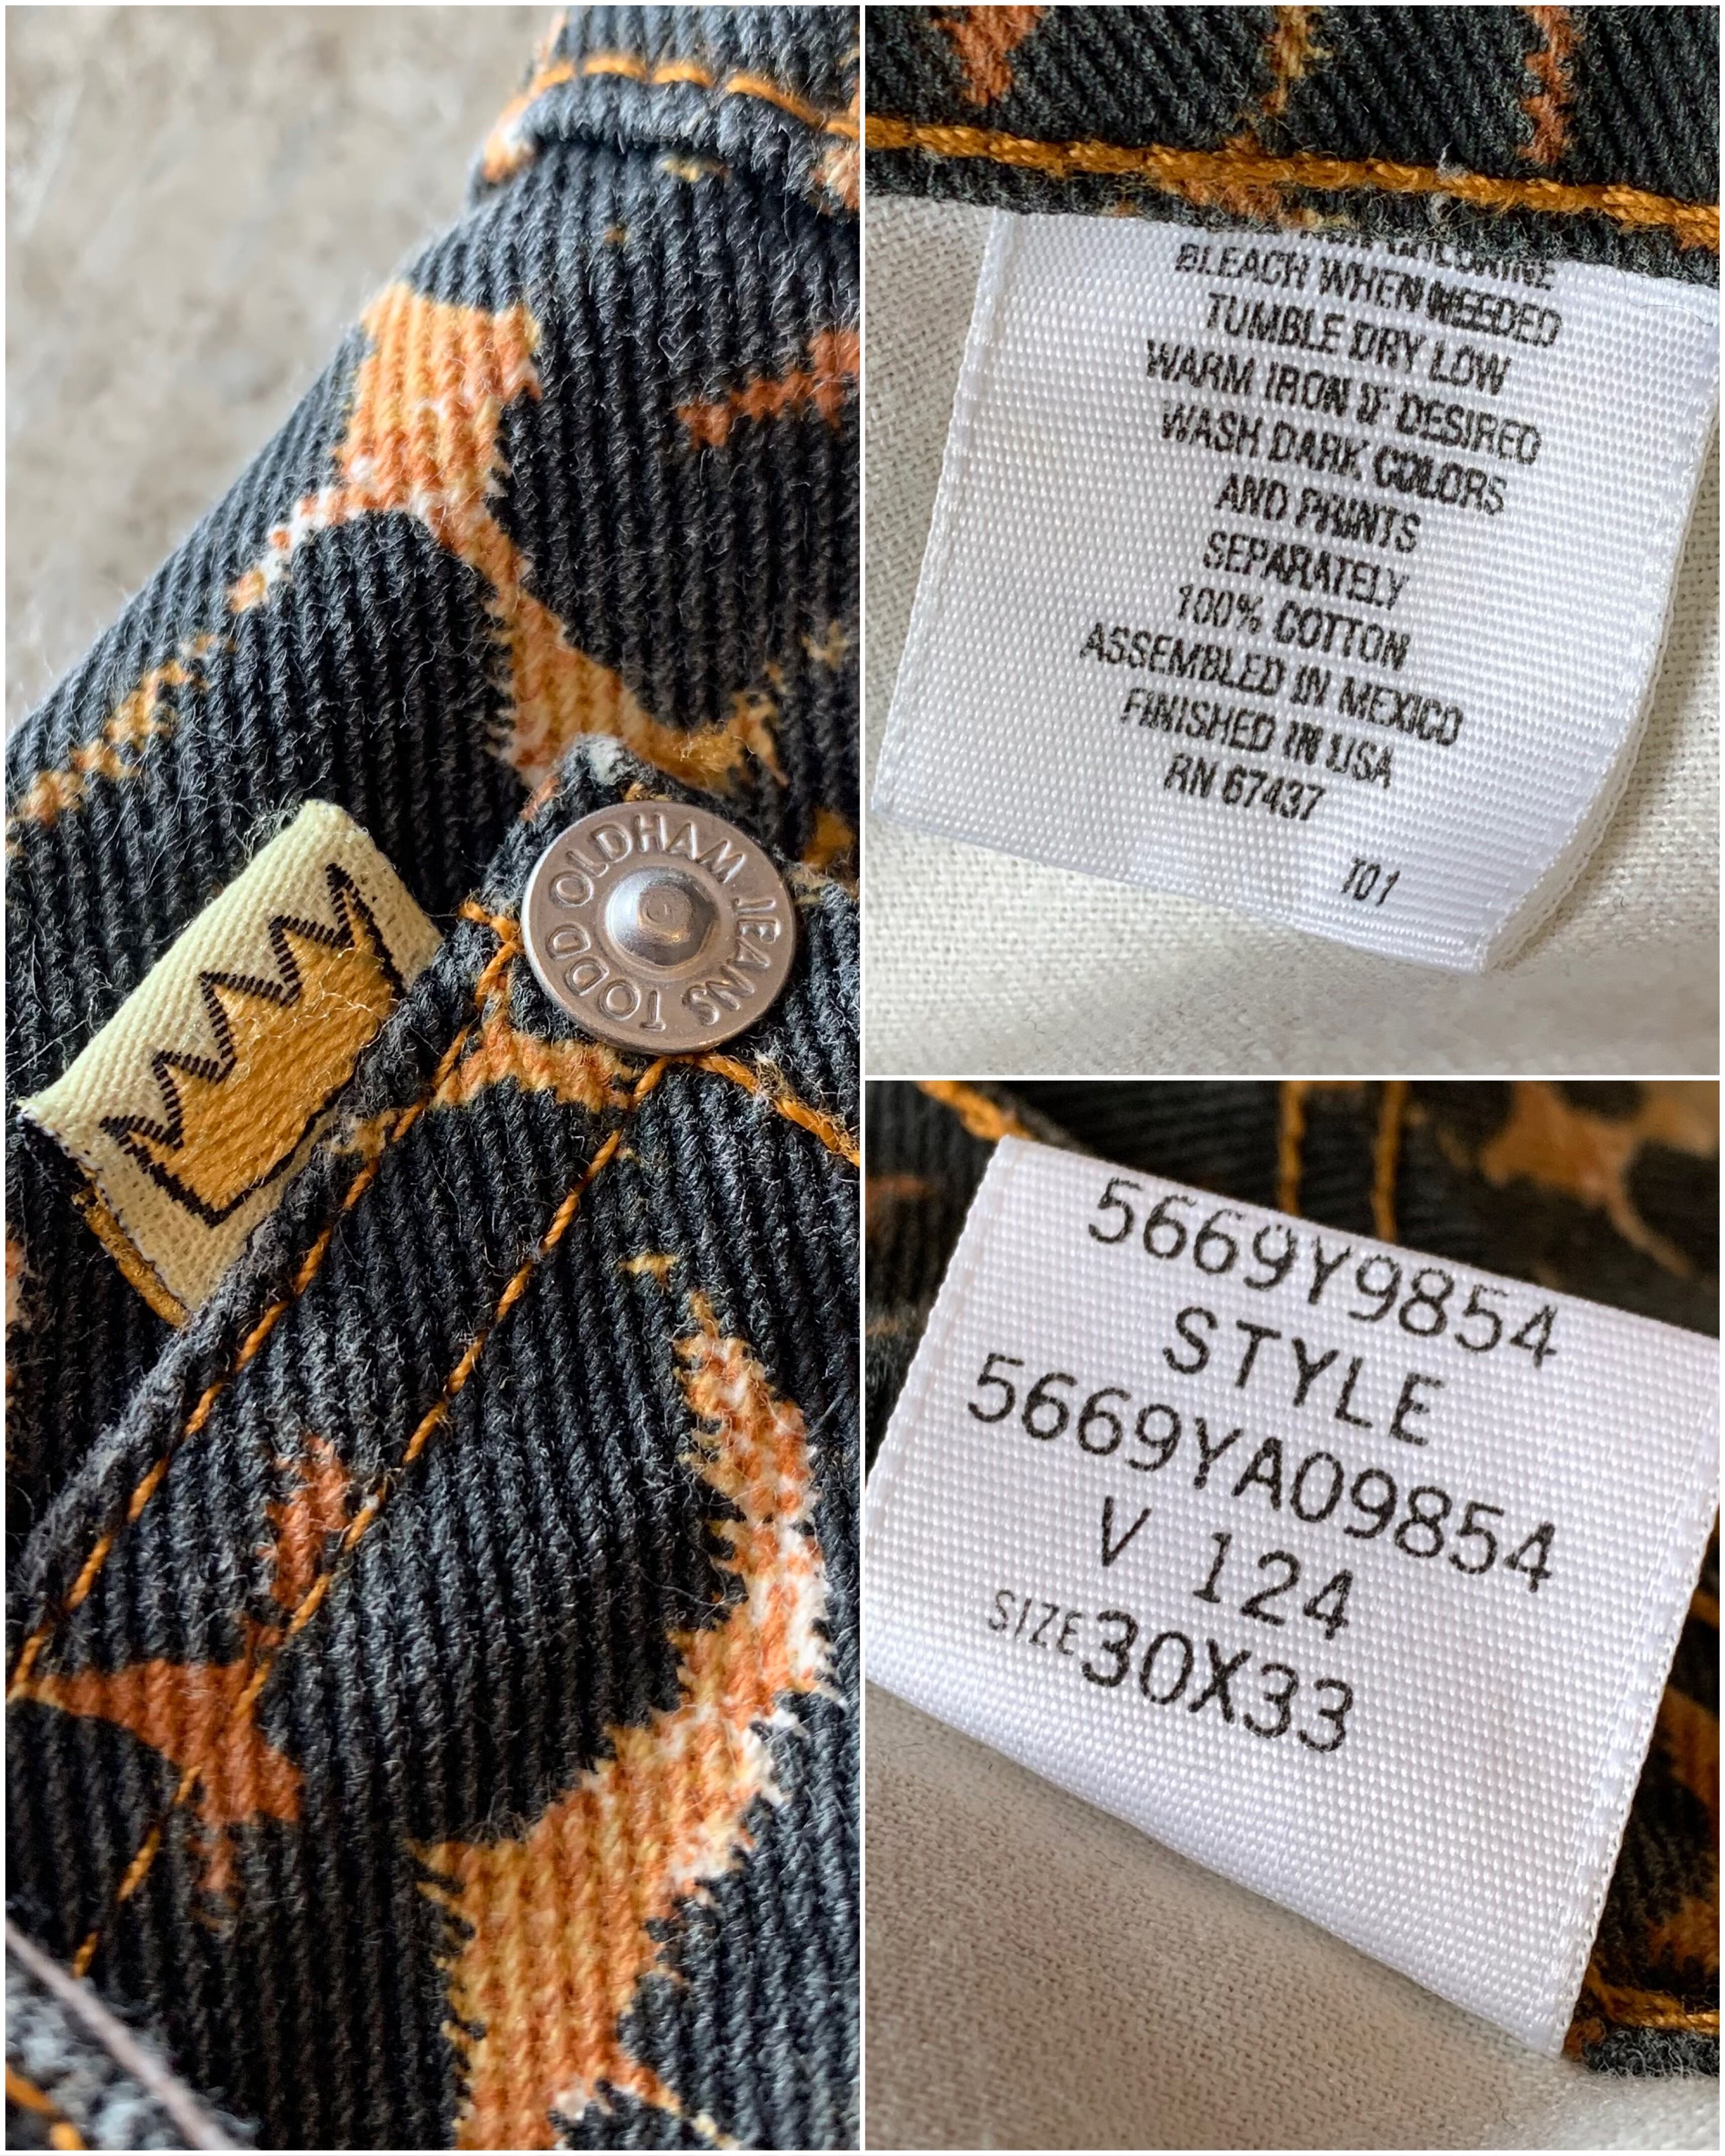 TODD OLDHAM JEANS
BLEACH WHEN NEEDED
TUMBLE DRY LOW
WARM IRON IF DESIRED
WASH DARK COLORS
AND PRINTS
SEPARATELY
100% COTTON
ASSEMBLED IN MEXICO
FINISHED IN USA
RN 67437
T01
5669Y9854
STYLE
5669YA09854
V 124
SIZE 30X33